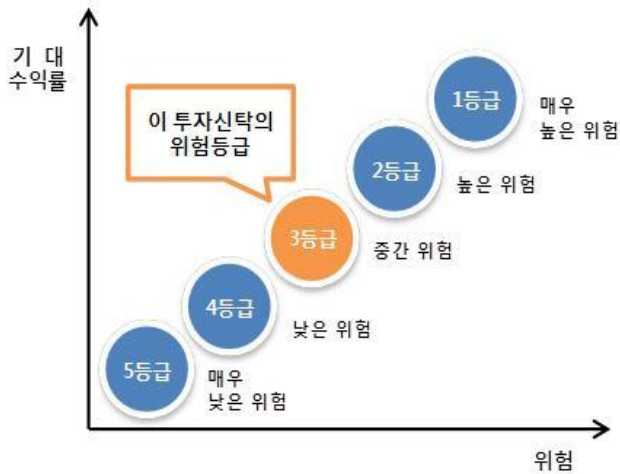 기 대
수익률
이 투자신탁의
위험등급
1등급
매우
높은 위험
2등급
높은 위험
3등급
중간 위험
4등급
낮은 위험
5등급
매우
낮은 위험
위험